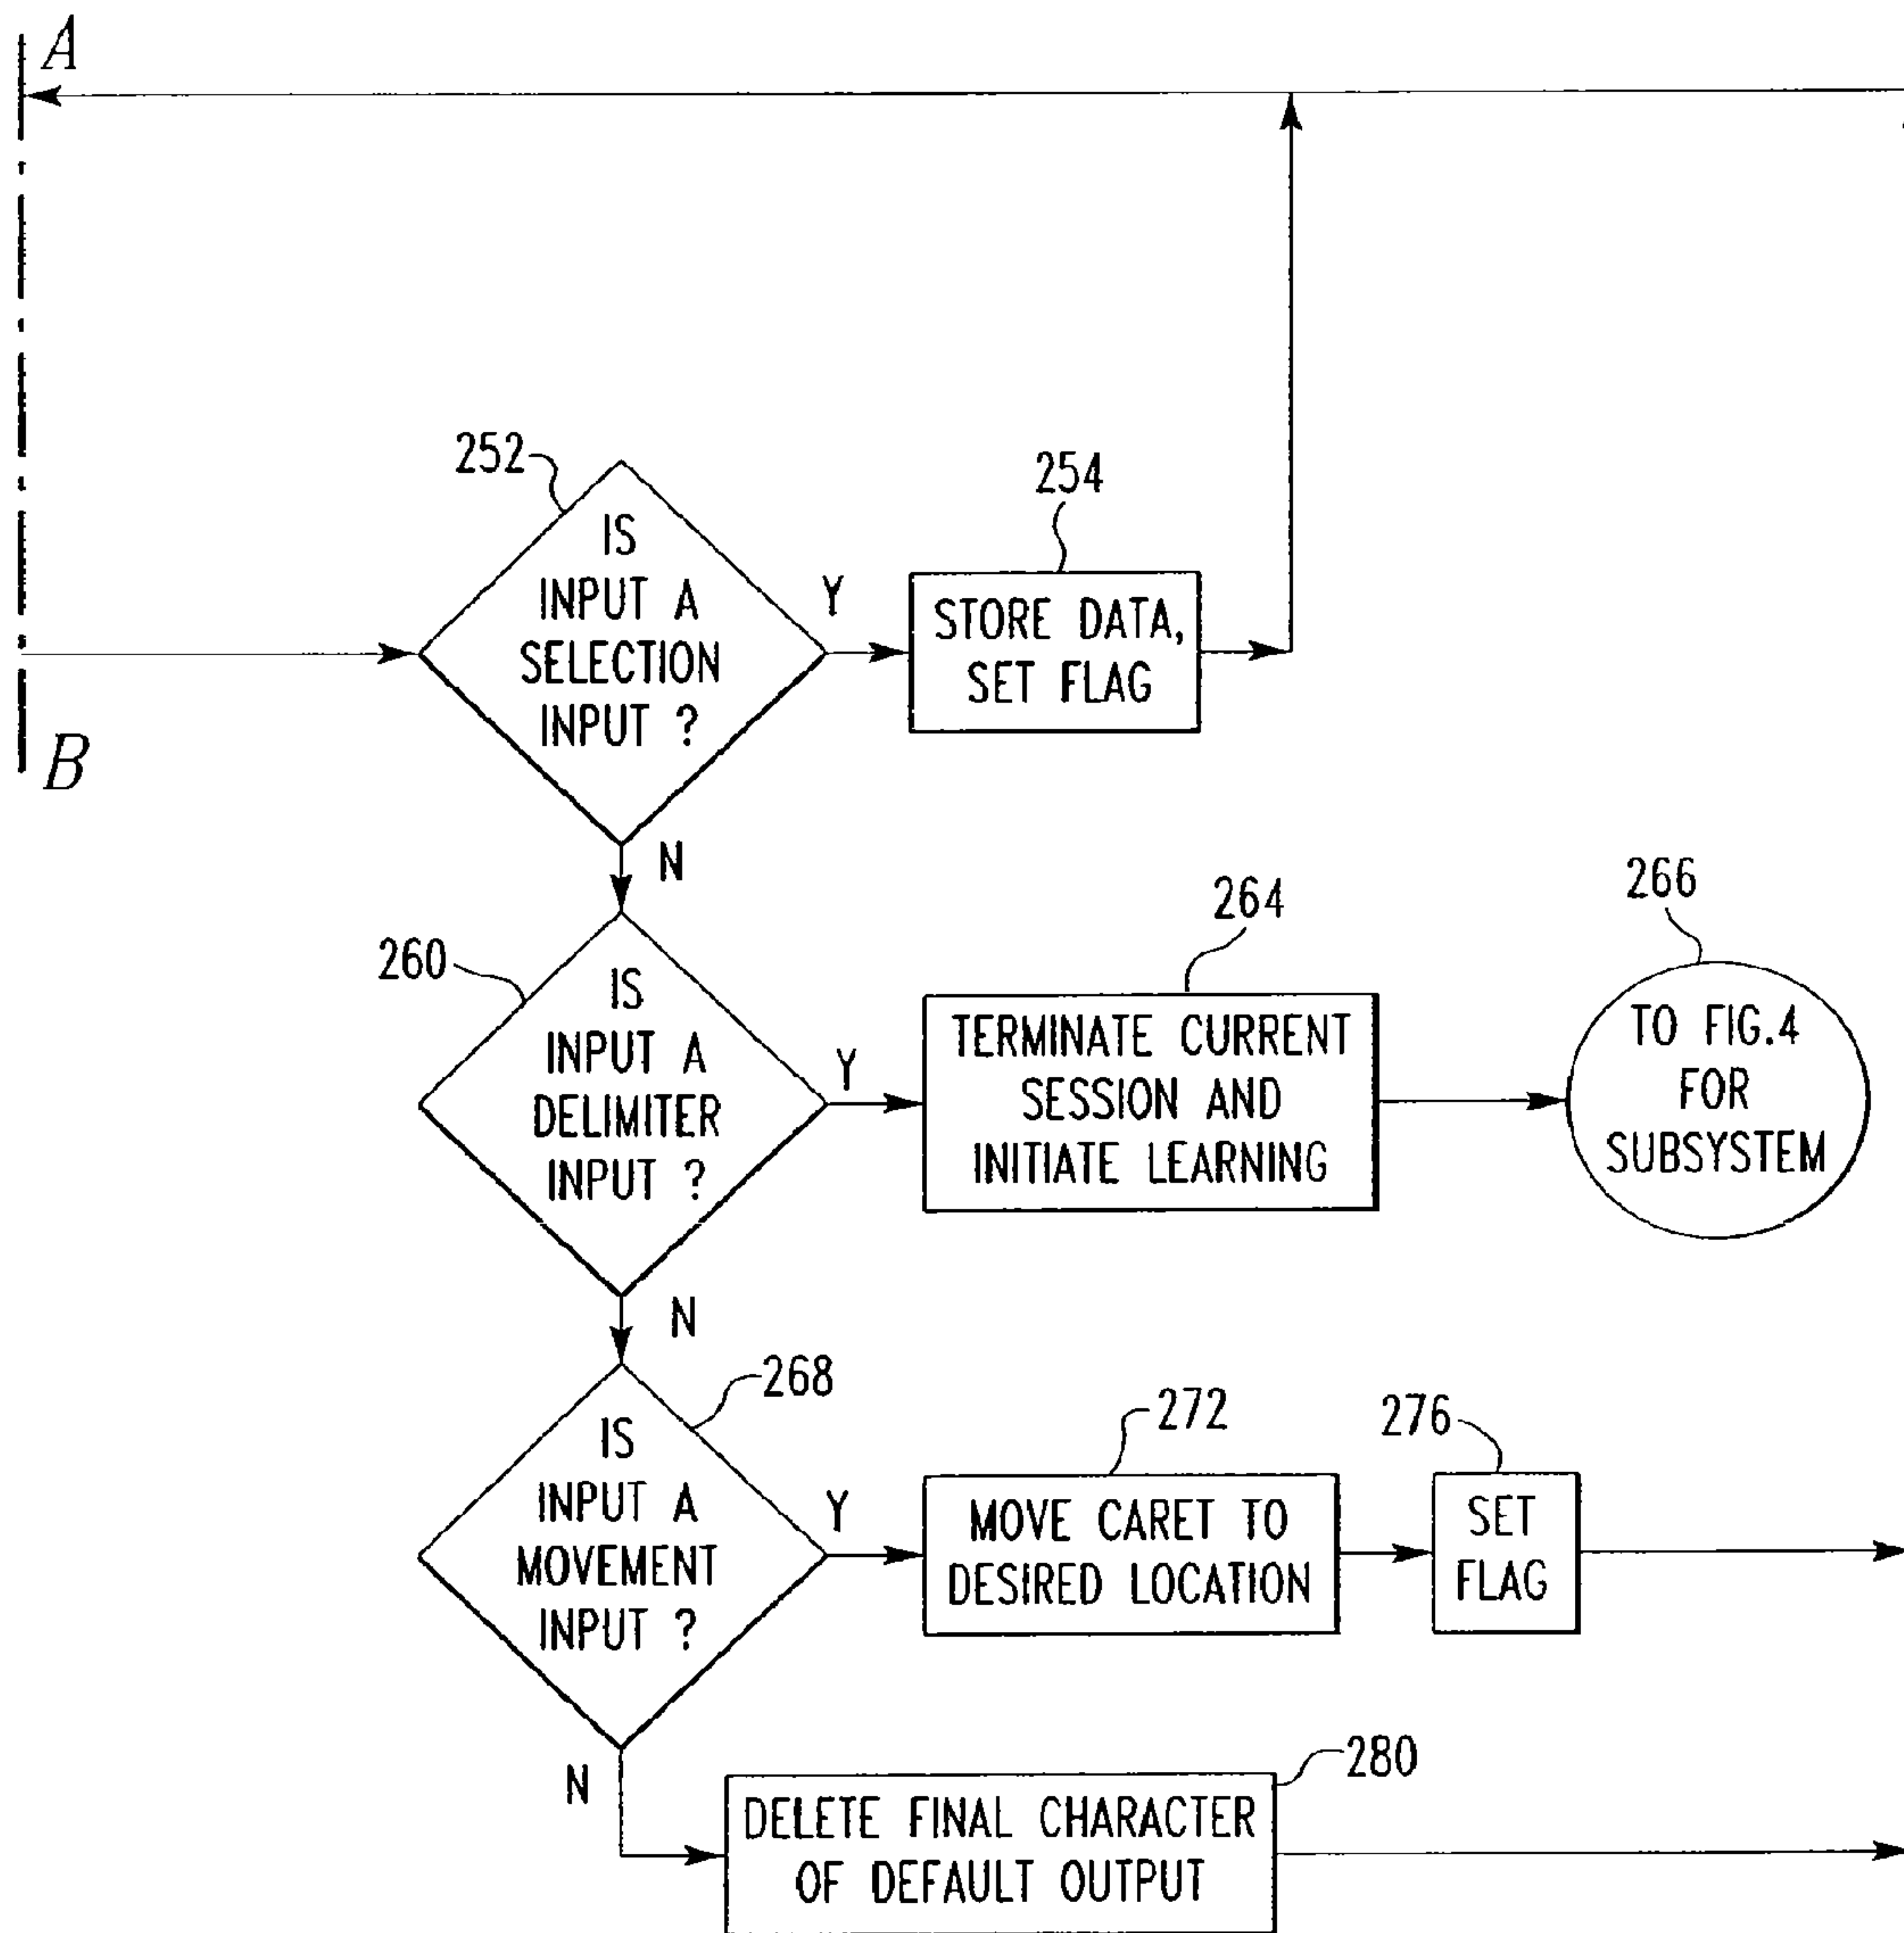 A
252
254
IS
INPUT A
SELECTION
INPUT ?
Y
STORE DATA,
SET FLAG
B
N
260
264
266
IS
INPUT A
DELIMITER
INPUT ?
Y
TERMINATE CURRENT
SESSION AND
INITIATE LEARNING
TO FIG.4
FOR
SUBSYSTEM
N
268
272
276
IS
INPUT A
MOVEMENT
INPUT ?
Y
MOVE CARET TO
DESIRED LOCATION
SET
FLAG
N
280
DELETE FINAL CHARACTER
OF DEFAULT OUTPUT